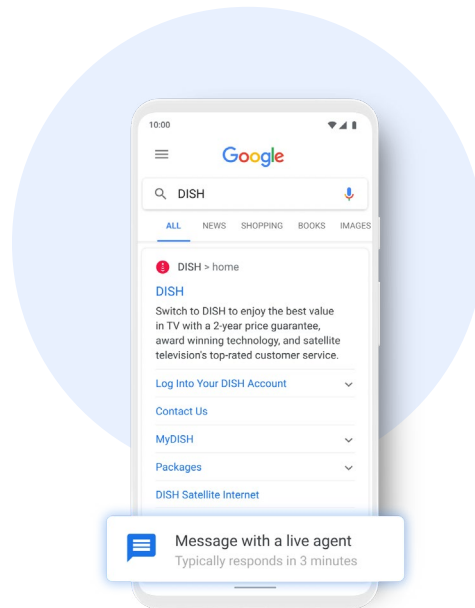 10:00
Google
DISH
ALL NEWS SHOPPING BOOKS IMAGES
DISH > home
DISH
Switch to DISH to enjoy the best value
in TV with a 2-year price guarantee,
award winning technology, and satellite
television's top-rated customer service.
Log Into Your DISH Account
Contact Us
MyDISH
Packages
DISH Satellite Internet
Message with a live agent
Typically responds in 3 minutes